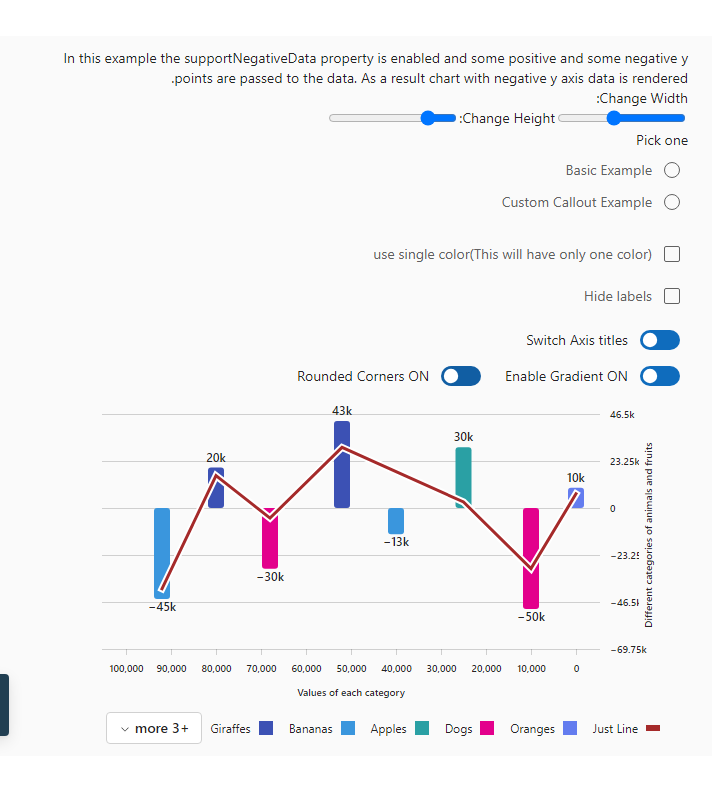 In this example the supportNegativeData property is enabled and some positive and some negative y
.points are passed to the data. As a result chart with negative y axis data is rendered
:Change Width
:Change Height
Pick one
Basic Example
Custom Callout Example
use single color(This will have only one color)
Hide labels
Switch Axis titles
Rounded Corners ON Enable Gradient ON
43k
46.5k
30k
20k
23.25k
10k
0
−13k
−23.25
−30k
−45k
−46.5k
−50k
−69.75k
Different categories of animals and fruits
100,000 90,000 80,000 70,000 60,000 50,000 40,000 30,000 20,000 10,000 0
Values of each category
more 3+ Giraffes Bananas Apples Dogs Oranges Just Line